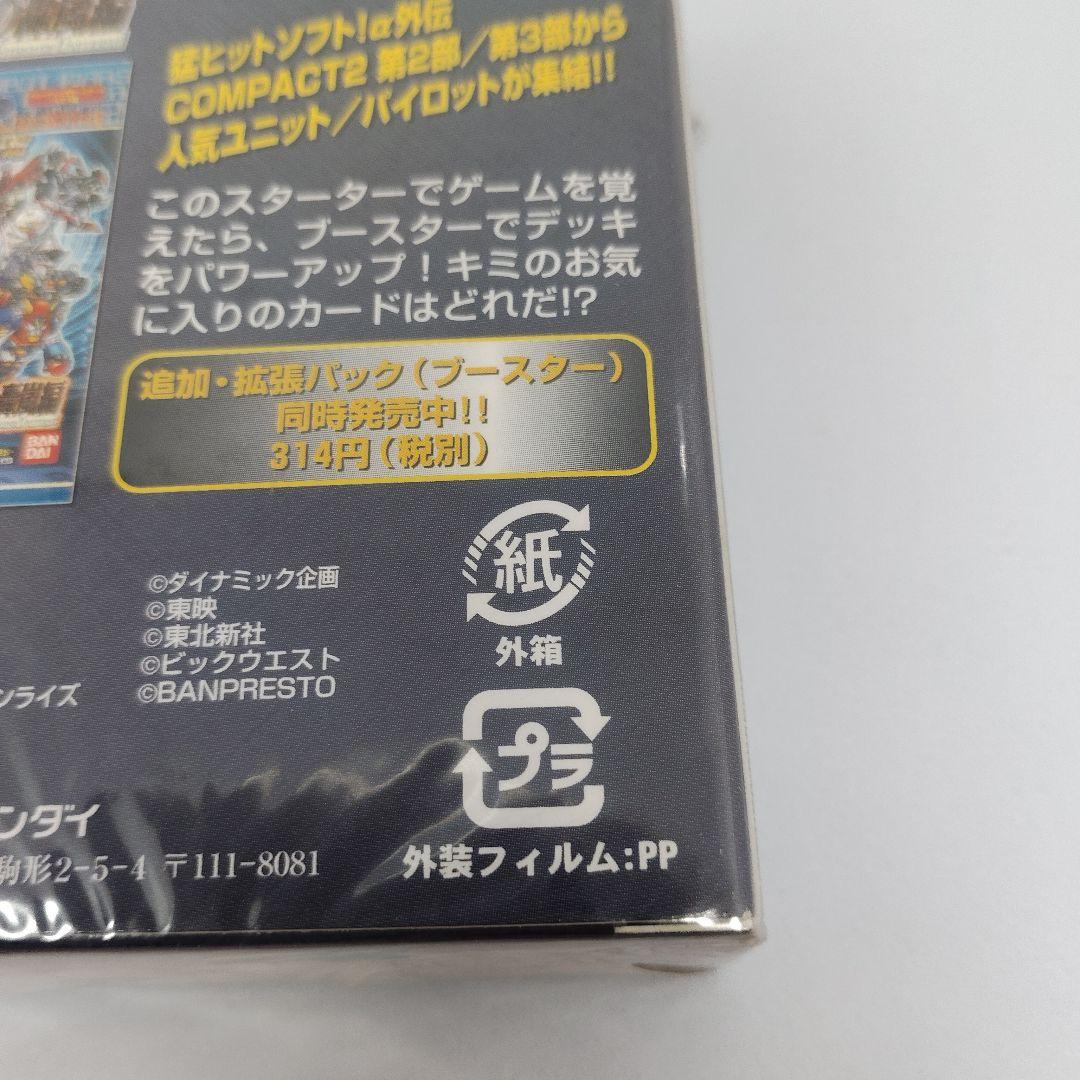 猛ヒットソフト!α外伝
COMPACT2 第2部/第3部から
人気ユニット/パイロットが集結!!
このスターターでゲームを覚
えたら、ブースターでデッキ
をパワーアップ!キミのお気
に入りのカードはどれだ!?
追加・拡張パック(ブースター)
同時発売中!!
314円(税別)
BAN
DAI
紙
外箱
©ダイナミック企画
©東映
©東北新社
©ビックウエスト
©BANPRESTO
ンライズ
プラ
外装フィルム:PP
ンダイ
駒形2-5-4 〒111-8081